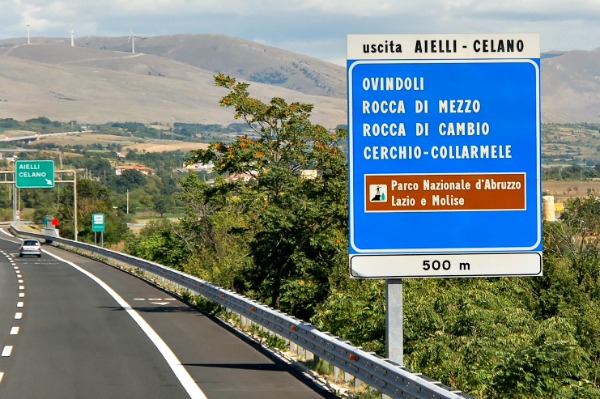 uscita AIELLI - CELANO
OVINDOLI
ROCCA DI MEZZO
ROCCA DI CAMBIO
CERCHIO-COLLARMELE
Parco Nazionale d'Abruzzo
Lazio e Molise
500 m
AIELLI
CELANO